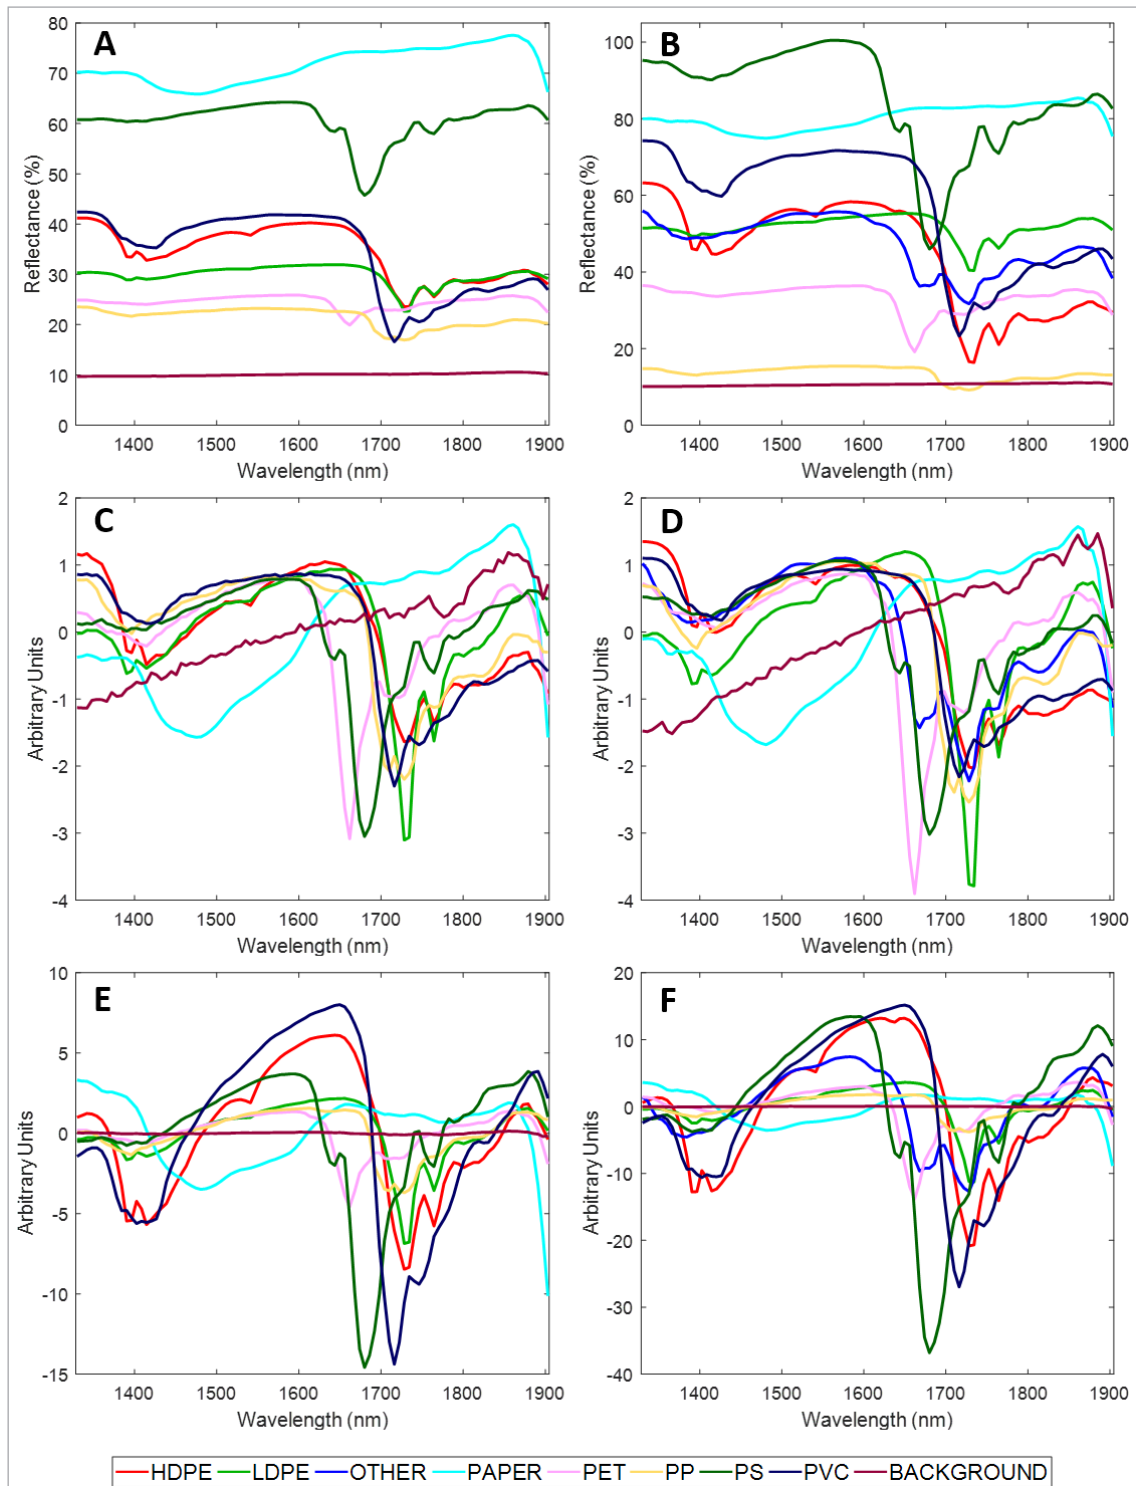 A
80
70
60
50
40
30
20
10
0
Reflectance (%)
1400 1500 1600 1700 1800 1900
Wavelength (nm)
B
100
80
60
40
20
0
Reflectance (%)
1400 1500 1600 1700 1800 1900
Wavelength (nm)
C
2
1
0
-1
-2
-3
-4
Arbitrary Units
1400 1500 1600 1700 1800 1900
Wavelength (nm)
D
2
1
0
-1
-2
-3
-4
Arbitrary Units
1400 1500 1600 1700 1800 1900
Wavelength (nm)
E
10
5
0
-5
-10
-15
Arbitrary Units
1400 1500 1600 1700 1800 1900
Wavelength (nm)
F
20
10
0
-10
-20
-30
-40
Arbitrary Units
1400 1500 1600 1700 1800 1900
Wavelength (nm)
HDPE LDPE OTHER PAPER PET PP PS PVC BACKGROUND